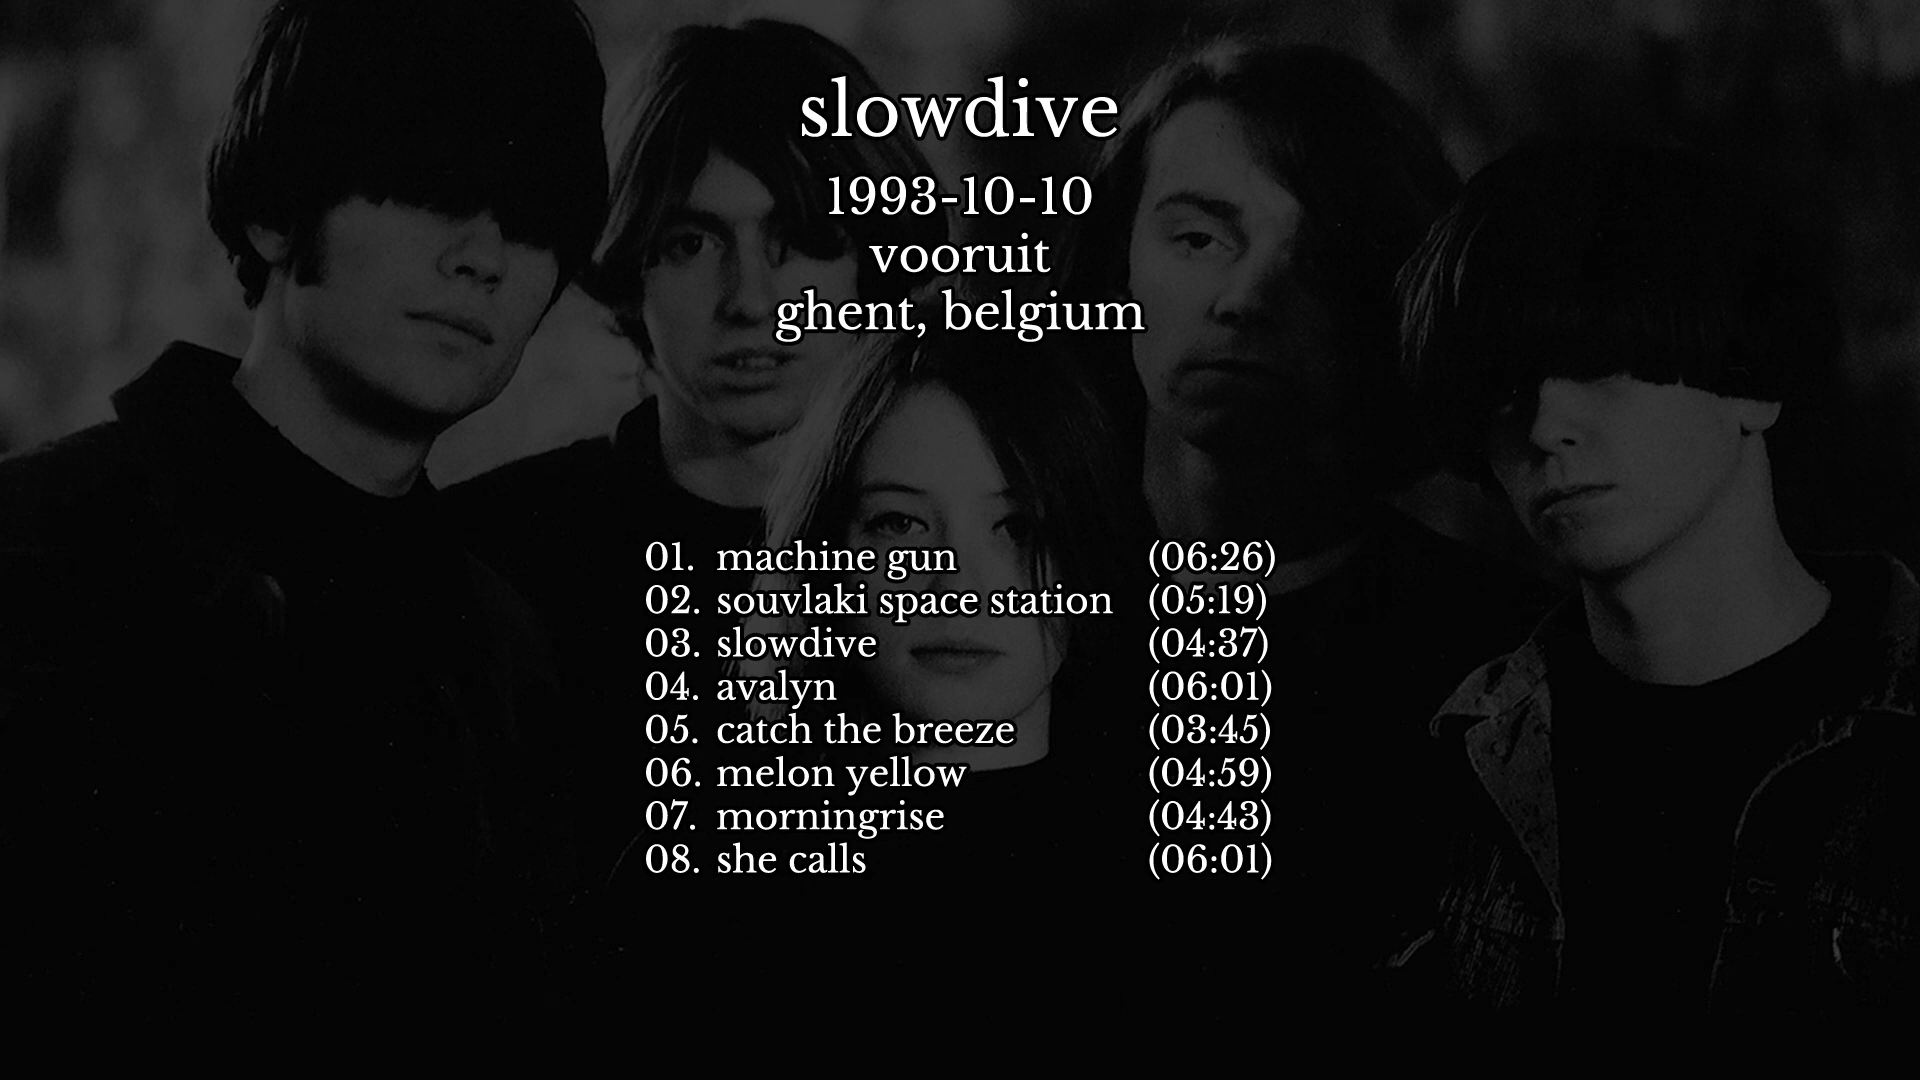 slowdive
1993-10-10
vooruit
ghent, belgium
01. machine gun (06:26)
02. souvlaki space station (05:19)
03. slowdive (04:37)
04. avalyn (06:01)
05. catch the breeze (03:45)
06. melon yellow (04:59)
07. morningrise (04:43)
08. she calls (06:01)